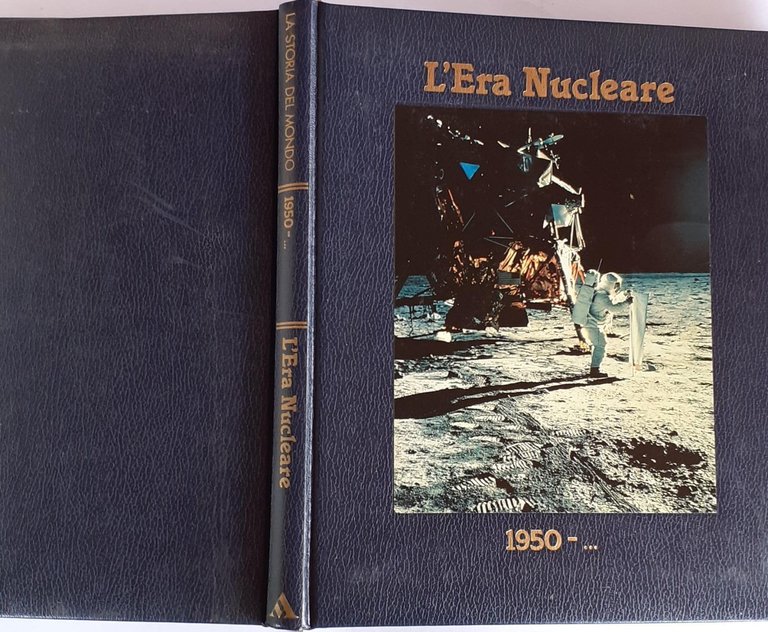 LA STORIA DEL MONDO
1950-...
L'Era Nucleare
L'Era Nucleare
1950-...